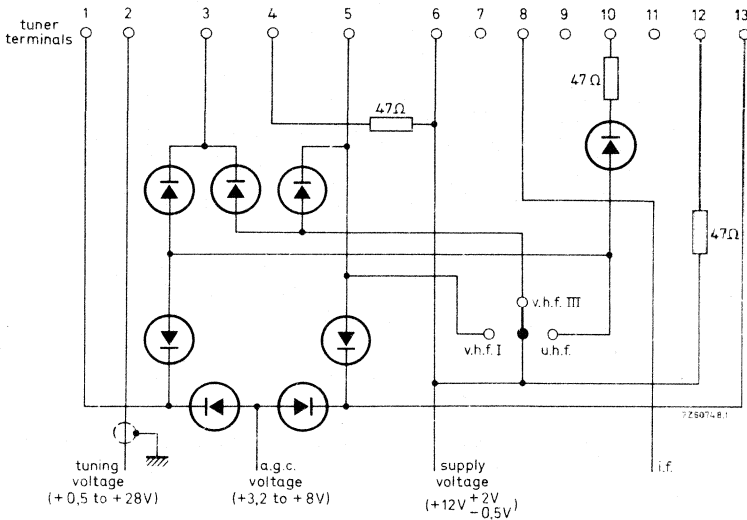 1 2 3 4 5 6 7 8 9 10 11 12 13
tuner
terminals
47Ω
47Ω
47Ω
v.h.f. III
v.h.f. I
u.h.f.
7Z60748.1
tuning
voltage
(+0,5 to +28V)
a.g.c.
voltage
(+3,2 to +8V)
supply
voltage
(+12V +2V
-0,5V)
i.f.